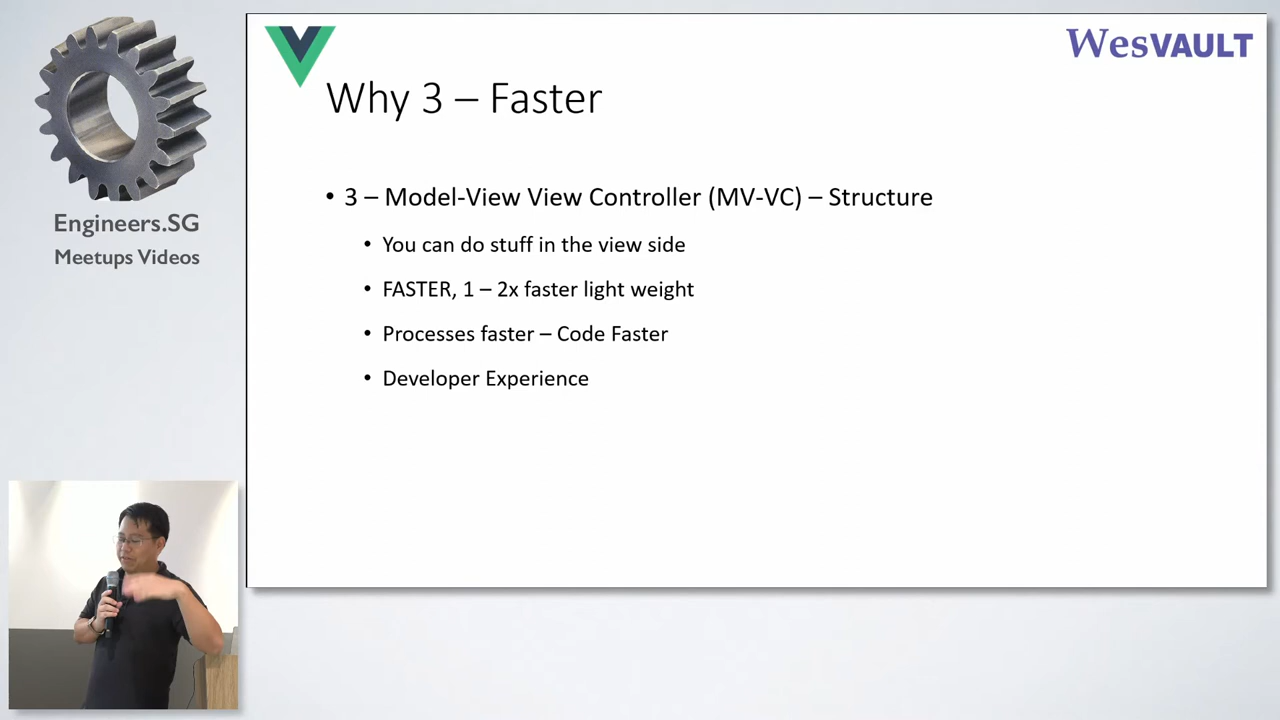 WesVAULT
Why 3 – Faster
• 3 – Model-View View Controller (MV-VC) – Structure
• You can do stuff in the view side
• FASTER, 1 – 2x faster light weight
• Processes faster – Code Faster
• Developer Experience
Engineers.SG
Meetups Videos